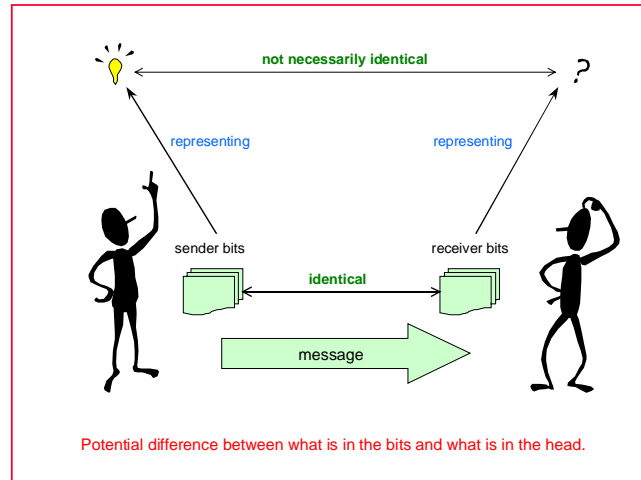 not necessarily identical
?
representing
representing
sender bits
receiver bits
identical
message
Potential difference between what is in the bits and what is in the head.